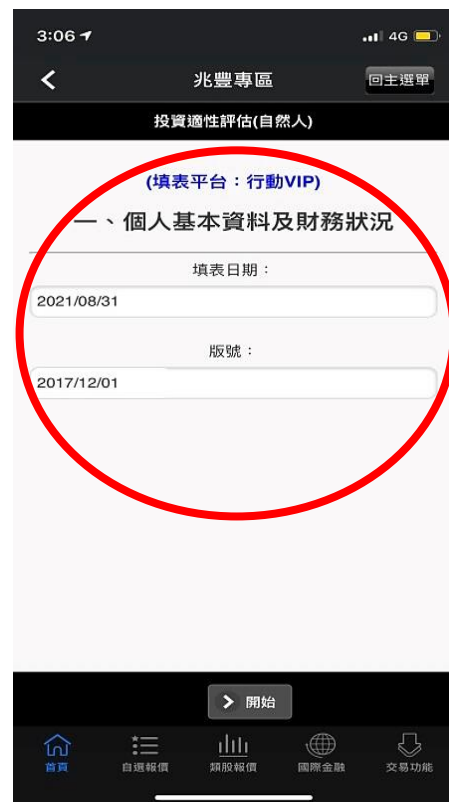 3:06
4G
兆豐專區
回主選單
投資適性評估(自然人)
(填表平台：行動VIP)
一、個人基本資料及財務狀況
填表日期：
2021/08/31
版號：
2017/12/01
開始
首頁
自選報價
類股報價
國際金融
交易功能